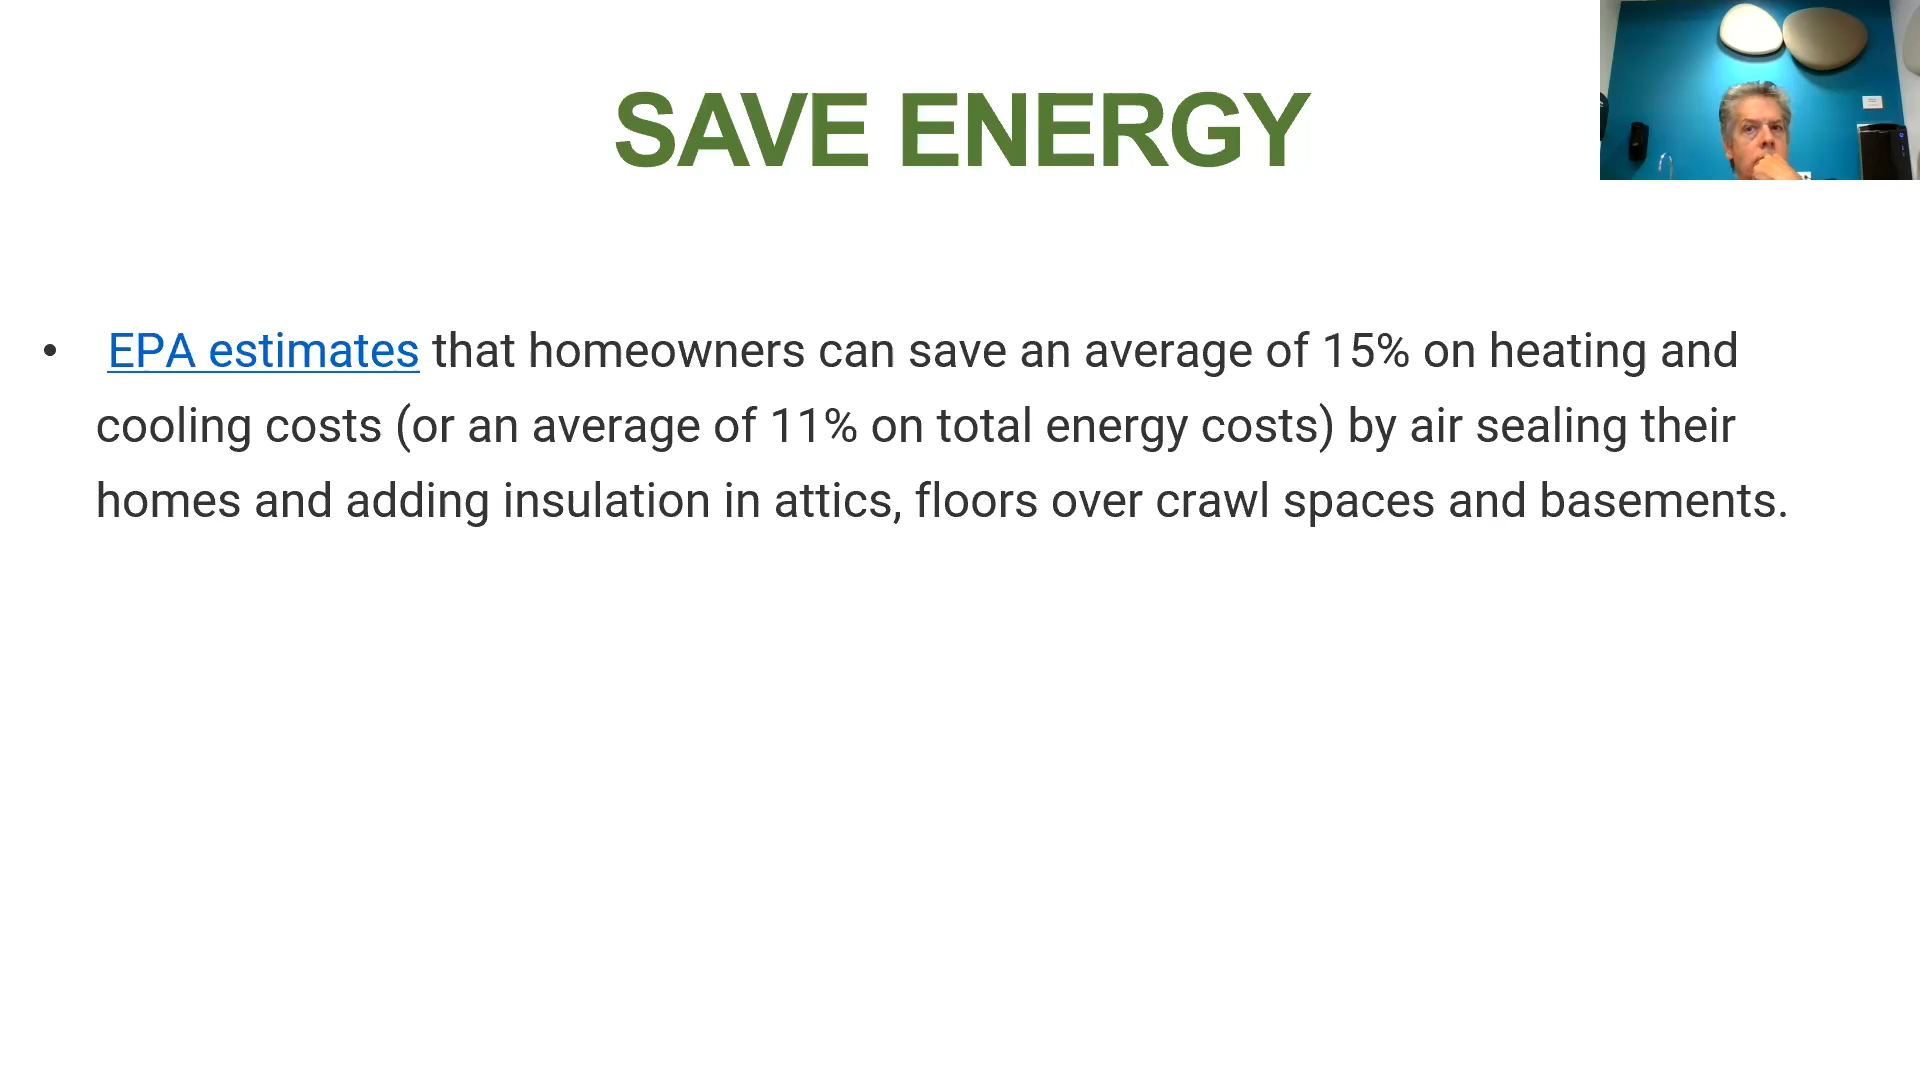 SAVE ENERGY
• EPA estimates that homeowners can save an average of 15% on heating and
cooling costs (or an average of 11% on total energy costs) by air sealing their
homes and adding insulation in attics, floors over crawl spaces and basements.